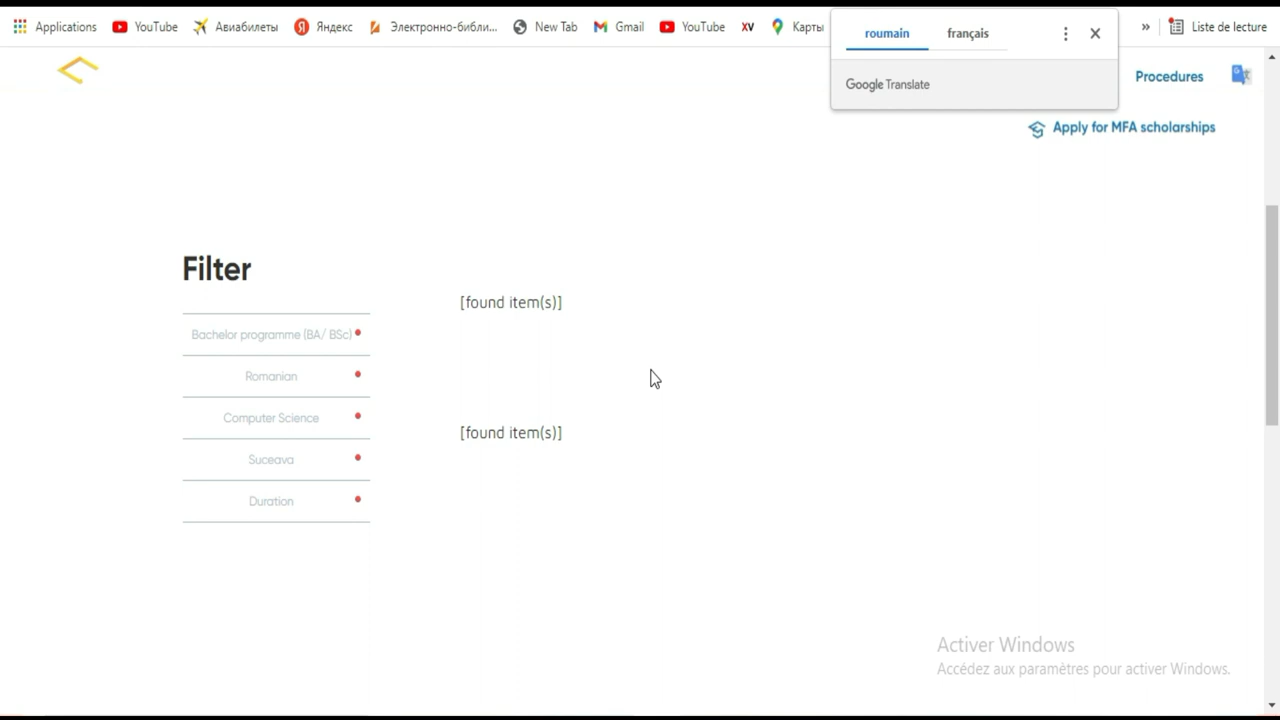 Applications YouTube Авиабилеты Яндекс Электронно-библи... New Tab Gmail YouTube XV Карты » Liste de lecture
roumain français
Google Translate
Procedures
Apply for MFA scholarships
Filter
[found item(s)]
Bachelor programme (BA/ BSc)
Romanian
Computer Science
[found item(s)]
Suceava
Duration
Activer Windows
Accédez aux paramètres pour activer Windows.